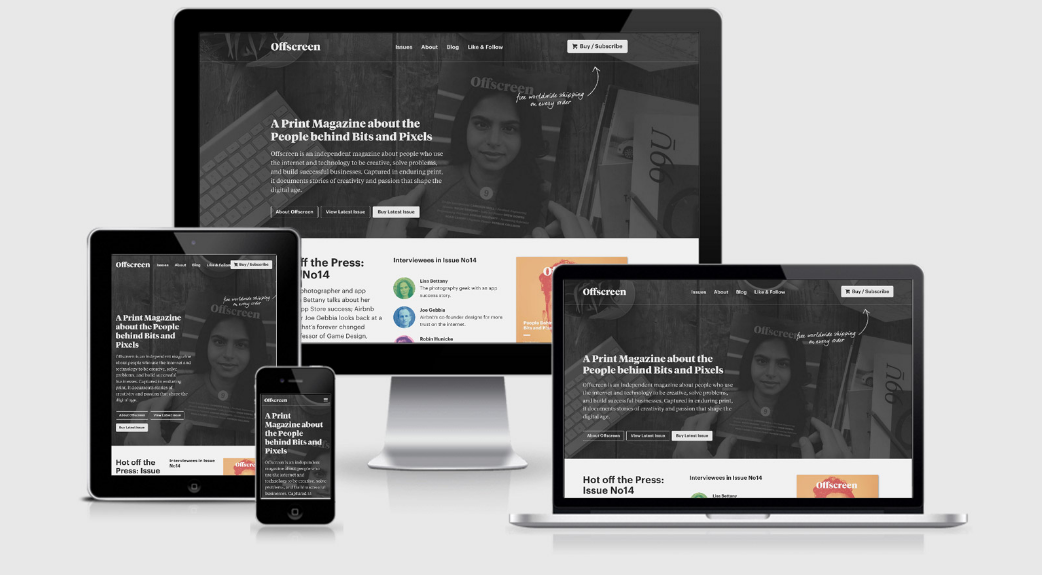 Offscreen
Issues About Blog Like & Follow
Buy / Subscribe
free worldwide shipping
on every order
Offscreen
A Print Magazine about the
People behind Bits and Pixels
Offscreen is an independent magazine about people who use
the internet and technology to be creative, solve problems,
and build successful businesses. Captured in enduring print,
it documents stories of creativity and passion that shape the
digital age.
About Offscreen View Latest Issue Buy Latest Issue
ff the Press:
No14
photographer and app
Bettany talks about her
pp Store success; Airbnb
Joe Gebbia looks back at
hat's forever changed
fessor of Game Design,
Interviewees in Issue No14
Lisa Bettany
The photography geek with an app
success story.
Joe Gebbia
Airbnb's co-founder designs for more
trust on the internet.
Robin Hunicke
Offscreen
Issues About Blog Like & Follow
Buy / Subscribe
free worldwide shipping
on every order
Offscreen
A Print Magazine
about the People
behind Bits and
Pixels
Offscreen is an independent magazine
about people who use the internet and
technology to be creative, solve
problems, and build successful
businesses. Captured in enduring
print, it documents stories of
creativity and passion that shape the
digital age.
About Offscreen View Latest Issue
Buy Latest Issue
Hot off the
Press: Issue
Interviewees in Issue
No14
Offscreen
A Print
Magazine about
the People
behind Bits and
Pixels
Offscreen is an independent
magazine about people who use
the internet and technology to
be creative, solve
problems, and build successful
businesses. Captured in
Offscreen
Issues About Blog Like & Follow
Buy / Subscribe
free worldwide shipping
on every order
Offscreen
A Print Magazine about the
People behind Bits and Pixels
Offscreen is an independent magazine about people who use
the internet and technology to be creative, solve problems,
and build successful businesses. Captured in enduring print,
it documents stories of creativity and passion that shape the
digital age.
About Offscreen View Latest Issue Buy Latest Issue
Hot off the Press:
Issue No14
Interviewees in Issue No14
Lisa Bettany
Offscreen